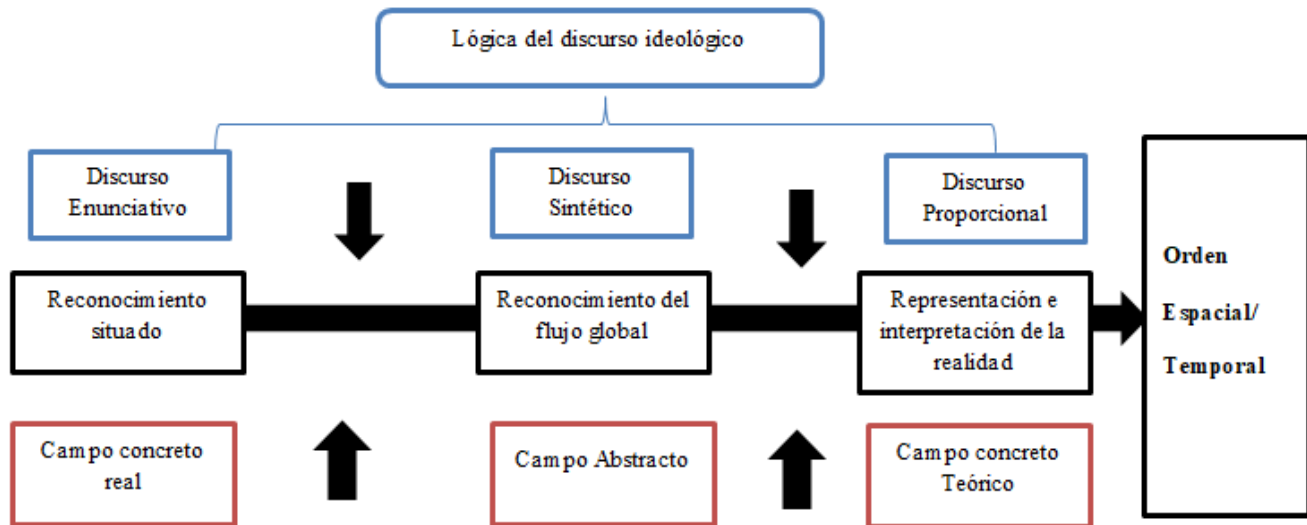 Lógica del discurso ideológico
Discurso
Enunciativo
Discurso
Sintético
Discurso
Proporcional
Reconocimiento
situado
Reconocimiento del
flujo global
Representación e
interpretación de la
realidad
Orden
Espacial/
Temporal
Campo concreto
real
Campo Abstracto
Campo concreto
Teórico